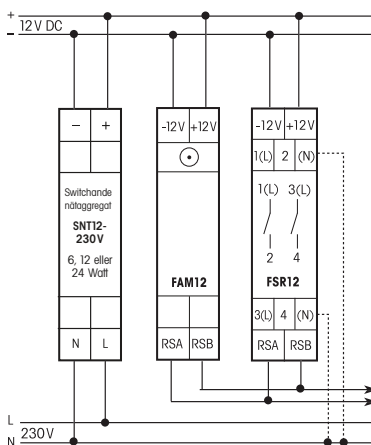 +
12V DC
−
− +
-12V +12V
-12V +12V
1(L) 2 (N)
Switchande
nätaggregat
SNT12-
230V
6, 12 eller
24 Watt
1(L) 3(L)
2 4
FAM12
FSR12
3(L) 4 (N)
N L
RSA RSB
RSA RSB
L
230V
N